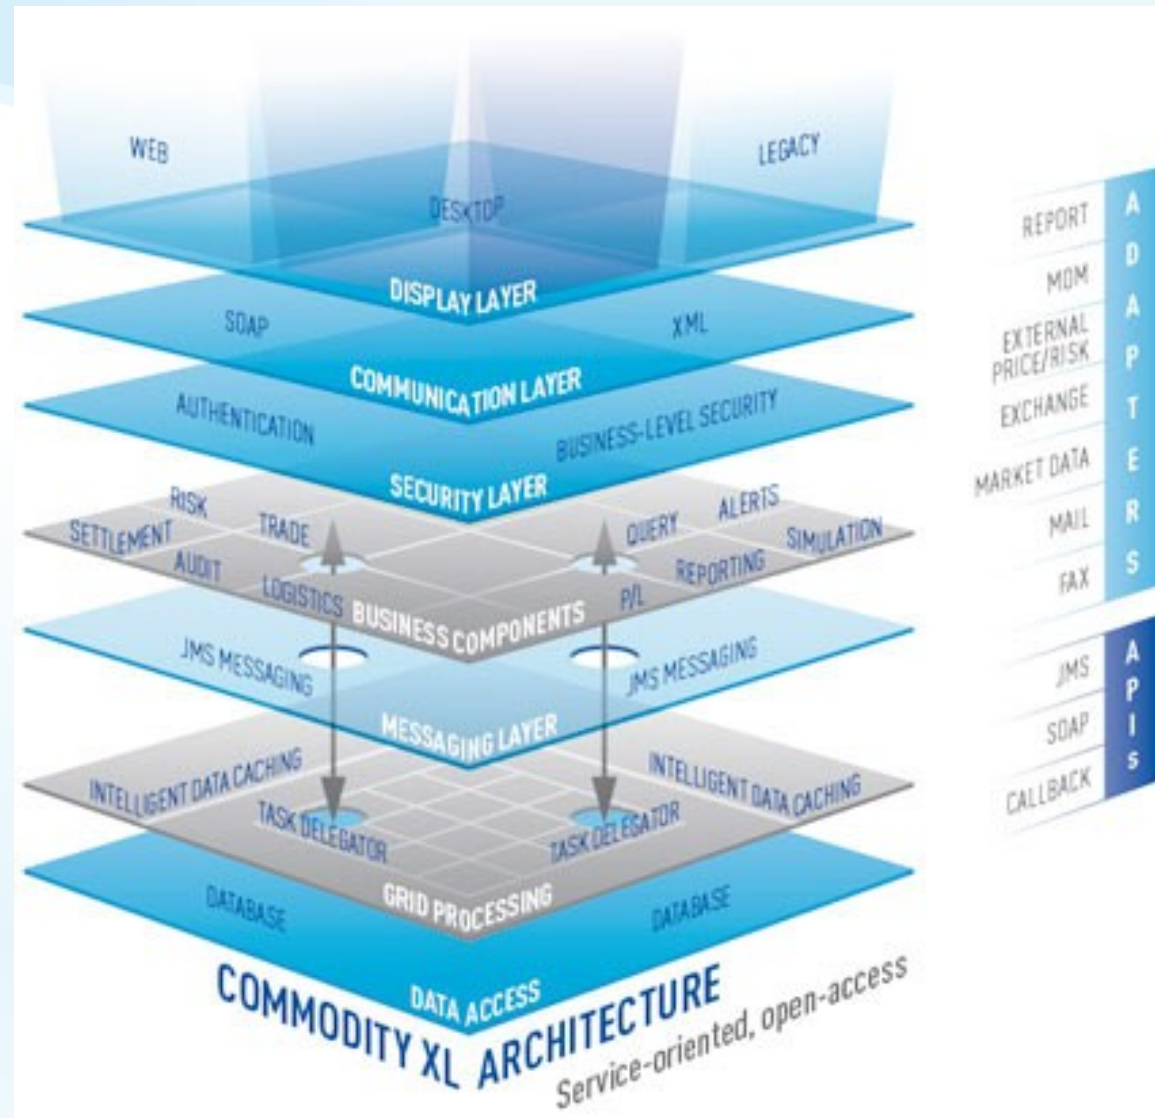 WEB
LEGACY
DESKTOP
DISPLAY LAYER
SOAP
XML
COMMUNICATION LAYER
AUTHENTICATION
BUSINESS-LEVEL SECURITY
SECURITY LAYER
RISK
SETTLEMENT
TRADE
AUDIT
LOGISTICS
QUERY
ALERTS
SIMULATION
REPORTING
P/L
BUSINESS COMPONENTS
JMS MESSAGING
JMS MESSAGING
MESSAGING LAYER
INTELLIGENT DATA CACHING
INTELLIGENT DATA CACHING
TASK DELEGATOR
TASK DELEGATOR
GRID PROCESSING
DATABASE
DATABASE
DATA ACCESS
COMMODITY XL ARCHITECTURE
Service-oriented, open-access
ADAPTERS
REPORT
MOM
EXTERNAL
PRICE/RISK
EXCHANGE
MARKET DATA
MAIL
FAX
APIs
JMS
SOAP
CALLBACK